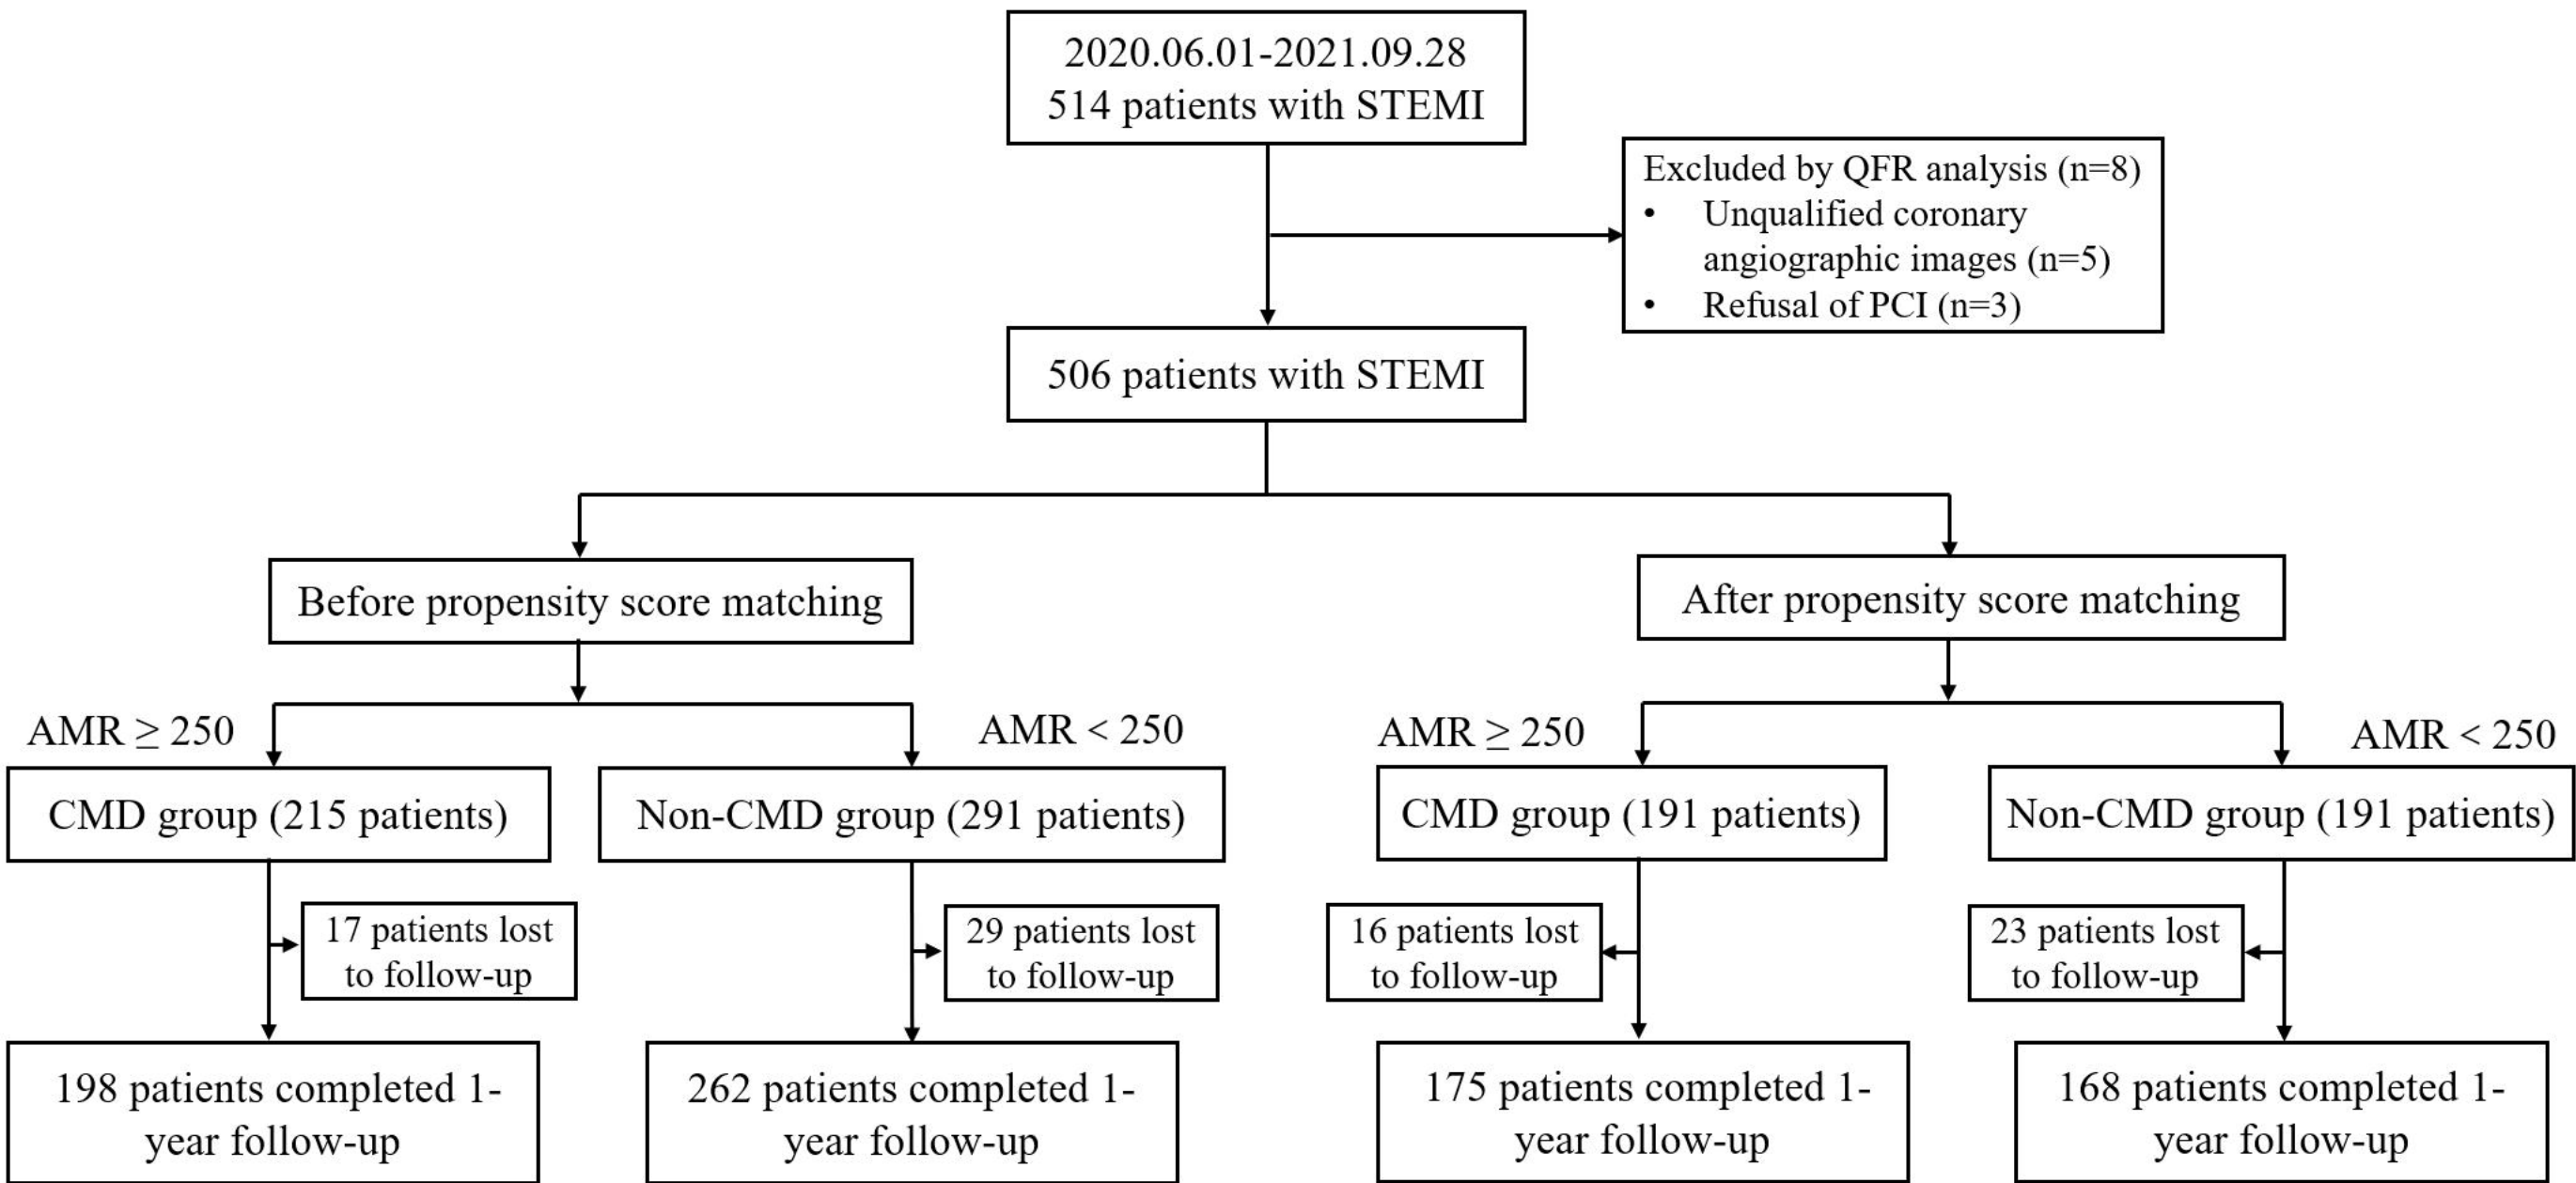 2020.06.01-2021.09.28
514 patients with STEMI
Excluded by QFR analysis (n=8)
• Unqualified coronary
angiographic images (n=5)
• Refusal of PCI (n=3)
506 patients with STEMI
Before propensity score matching
After propensity score matching
AMR ≥ 250
AMR < 250
AMR ≥ 250
AMR < 250
CMD group (215 patients)
Non-CMD group (291 patients)
CMD group (191 patients)
Non-CMD group (191 patients)
17 patients lost
to follow-up
29 patients lost
to follow-up
16 patients lost
to follow-up
23 patients lost
to follow-up
198 patients completed 1-
year follow-up
262 patients completed 1-
year follow-up
175 patients completed 1-
year follow-up
168 patients completed 1-
year follow-up